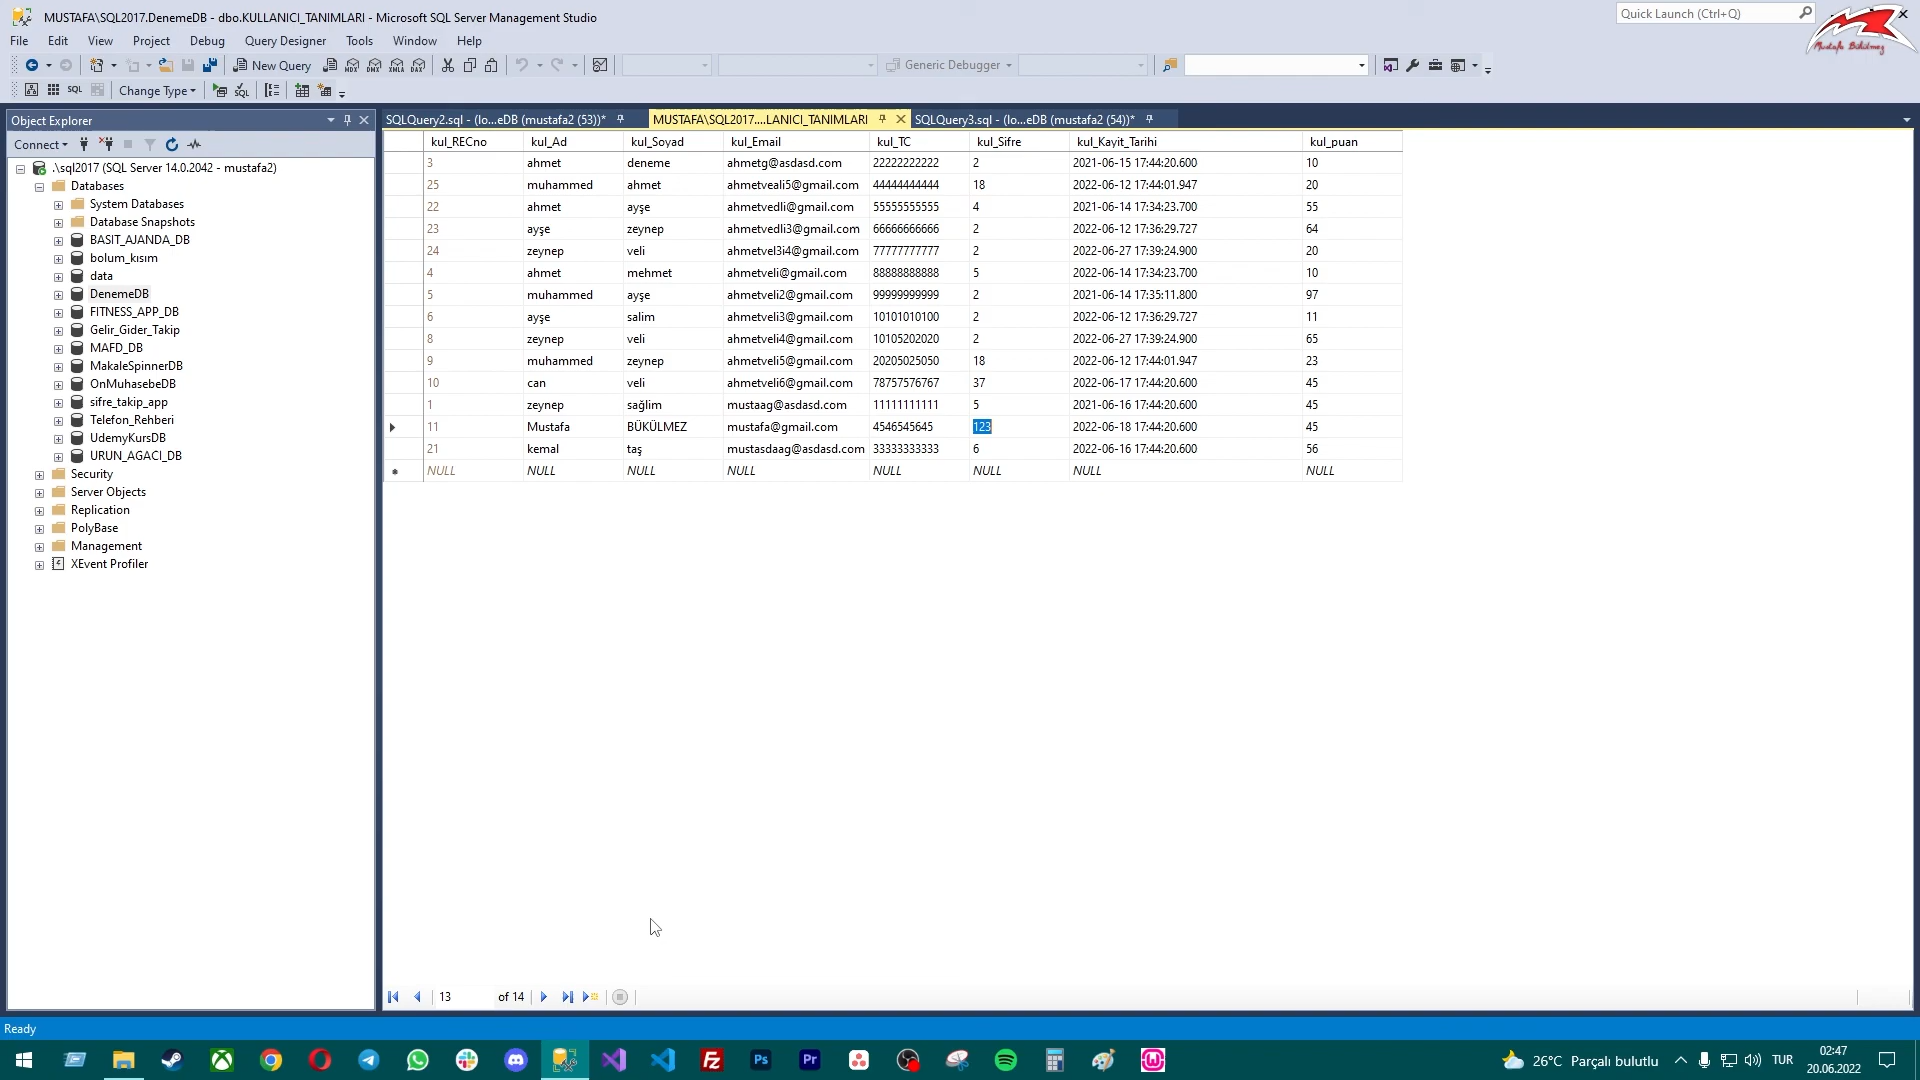 MUSTAFA\SQL2017.DenemeDB - dbo.KULLANICI_TANIMLARI - Microsoft SQL Server Management Studio
Quick Launch (Ctrl+Q)
Mustafa Bükülmez
File Edit View Project Debug Query Designer Tools Window Help
New Query MDX DMX XMLA DAX Generic Debugger
SQL Change Type SQL
Object Explorer
SQLQuery2.sql - (lo...eDB (mustafa2 (53))* MUSTAFA\SQL2017....LANICI_TANIMLARI SQLQuery3.sql - (lo...eDB (mustafa2 (54))*
Connect
.\sql2017 (SQL Server 14.0.2042 - mustafa2)
Databases
System Databases
Database Snapshots
BASIT_AJANDA_DB
bolum_kısım
data
DenemeDB
FITNESS_APP_DB
Gelir_Gider_Takip
MAFD_DB
MakaleSpinnerDB
OnMuhasebeDB
sifre_takip_app
Telefon_Rehberi
UdemyKursDB
URUN_AGACI_DB
Security
Server Objects
Replication
PolyBase
Management
XEvent Profiler
kul_RECno kul_Ad kul_Soyad kul_Email kul_TC kul_Sifre kul_Kayit_Tarihi kul_puan
3 ahmet deneme ahmetg@asdasd.com 22222222222 2 2021-06-15 17:44:20.600 10
25 muhammed ahmet ahmetveali5@gmail.com 44444444444 18 2022-06-12 17:44:01.947 20
22 ahmet ayşe ahmetvedli@gmail.com 55555555555 4 2021-06-14 17:34:23.700 55
23 ayşe zeynep ahmetvedli3@gmail.com 66666666666 2 2022-06-12 17:36:29.727 64
24 zeynep veli ahmetvel3i4@gmail.com 77777777777 2 2022-06-27 17:39:24.900 20
4 ahmet mehmet ahmetveli@gmail.com 88888888888 5 2022-06-14 17:34:23.700 10
5 muhammed ayşe ahmetveli2@gmail.com 99999999999 2 2021-06-14 17:35:11.800 97
6 ayşe salim ahmetveli3@gmail.com 10101010100 2 2022-06-12 17:36:29.727 11
8 zeynep veli ahmetveli4@gmail.com 10105202020 2 2022-06-27 17:39:24.900 65
9 muhammed zeynep ahmetveli5@gmail.com 20205025050 18 2022-06-12 17:44:01.947 23
10 can veli ahmetveli6@gmail.com 78757576767 37 2022-06-17 17:44:20.600 45
1 zeynep sağlim mustaag@asdasd.com 11111111111 5 2021-06-16 17:44:20.600 45
11 Mustafa BÜKÜLMEZ mustafa@gmail.com 4546545645 123 2022-06-18 17:44:20.600 45
21 kemal taş mustasdaag@asdasd.com 33333333333 6 2022-06-16 17:44:20.600 56
NULL NULL NULL NULL NULL NULL NULL NULL
13 of 14
Ready
Ps Pr
26°C Parçalı bulutlu TUR 02:47
20.06.2022